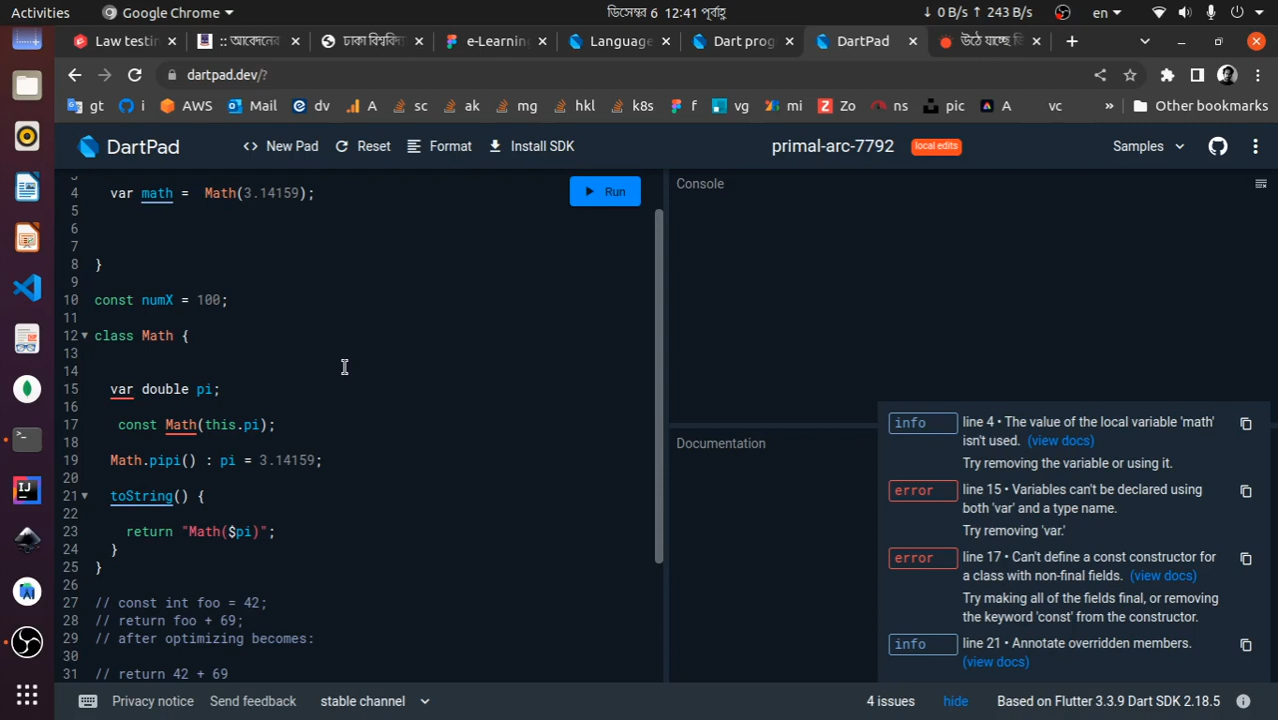 Activities Google Chrome ডিসেম্বর 6 12:41 পূর্বাহ্ন ↓ 0 B/s ↑ 243 B/s en
Law testin :: আবেদনের ঢাকা বিশ্ববিদ e-Learning Language Dart prog DartPad উঠে যাচ্ছে
dartpad.dev/?
gt i AWS Mail dv A sc ak mg hkl k8s f vg mi Zo ns pic A vc » Other bookmarks
DartPad <> New Pad Reset Format Install SDK primal-arc-7792 local edits Samples
3
4 var math = Math(3.14159);
Run
Console
5
6
7
8 }
9
10 const numX = 100;
11
12 class Math {
13
14
15 var double pi;
16
17 const Math(this.pi);
18
19 Math.pipi() : pi = 3.14159;
20
21 toString() {
22
23 return "Math($pi)";
24 }
25 }
26
27 // const int foo = 42;
28 // return foo + 69;
29 // after optimizing becomes:
30
31 // return 42 + 69
Documentation
info line 4 • The value of the local variable 'math'
isn't used. (view docs)
Try removing the variable or using it.
error line 15 • Variables can't be declared using
both 'var' and a type name.
Try removing 'var.'
error line 17 • Can't define a const constructor for
a class with non-final fields. (view docs)
Try making all of the fields final, or removing
the keyword 'const' from the constructor.
info line 21 • Annotate overridden members.
(view docs)
Privacy notice Send feedback stable channel 4 issues hide Based on Flutter 3.3.9 Dart SDK 2.18.5